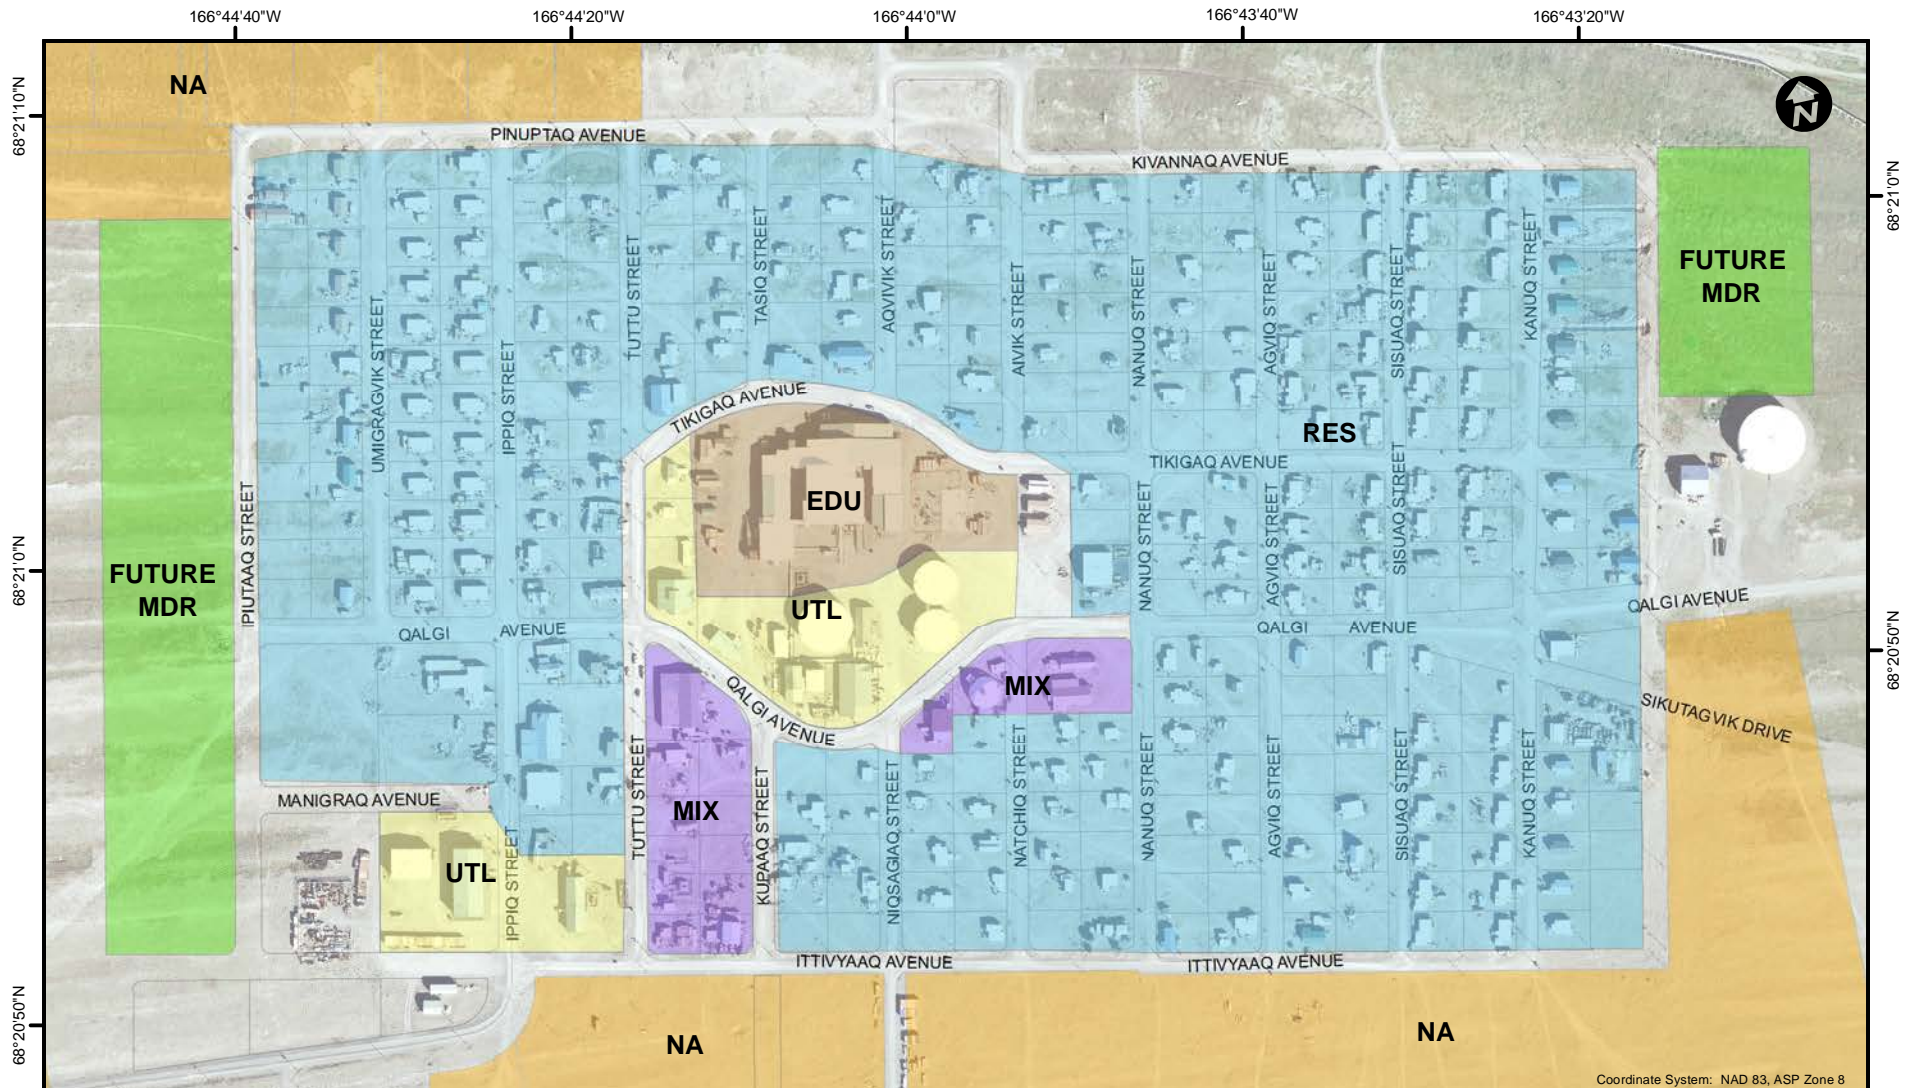 166°44'40"W
166°44'20"W
166°44'0"W
166°43'40"W
166°43'20"W
68°21'10"N
68°21'0"N
68°20'50"N
68°21'0"N
68°20'50"N
N
NA
PINUPTAQ AVENUE
KIVANNAQ AVENUE
FUTURE
MDR
UMIGRAGVIK STREET
IPPIQ STREET
TUTTU STREET
TASIQ STREET
AQVIVIK STREET
AIVIK STREET
NANUQ STREET
AGVIQ STREET
SISUAQ STREET
KANUQ STREET
TIKIGAQ AVENUE
RES
TIKIGAQ AVENUE
EDU
PIUTAAQ STREET
NANUQ STREET
AGVIQ STREET
SISUAQ STREET
FUTURE
MDR
UTL
QALGI AVENUE
QALGI AVENUE
QALGI AVENUE
MIX
QALGI AVENUE
SIKUTAGVIK DRIVE
MANIGRAQ AVENUE
TUTTU STREET
MIX
KUPAAQ STREET
NIQSAGIAQ STREET
NATCHIQ STREET
NANUQ STREET
AGVIQ STREET
SISUAQ STREET
KANUQ STREET
UTL
IPPIQ STREET
ITTIVYAAQ AVENUE
ITTIVYAAQ AVENUE
NA
NA
Coordinate System: NAD 83, ASP Zone 8